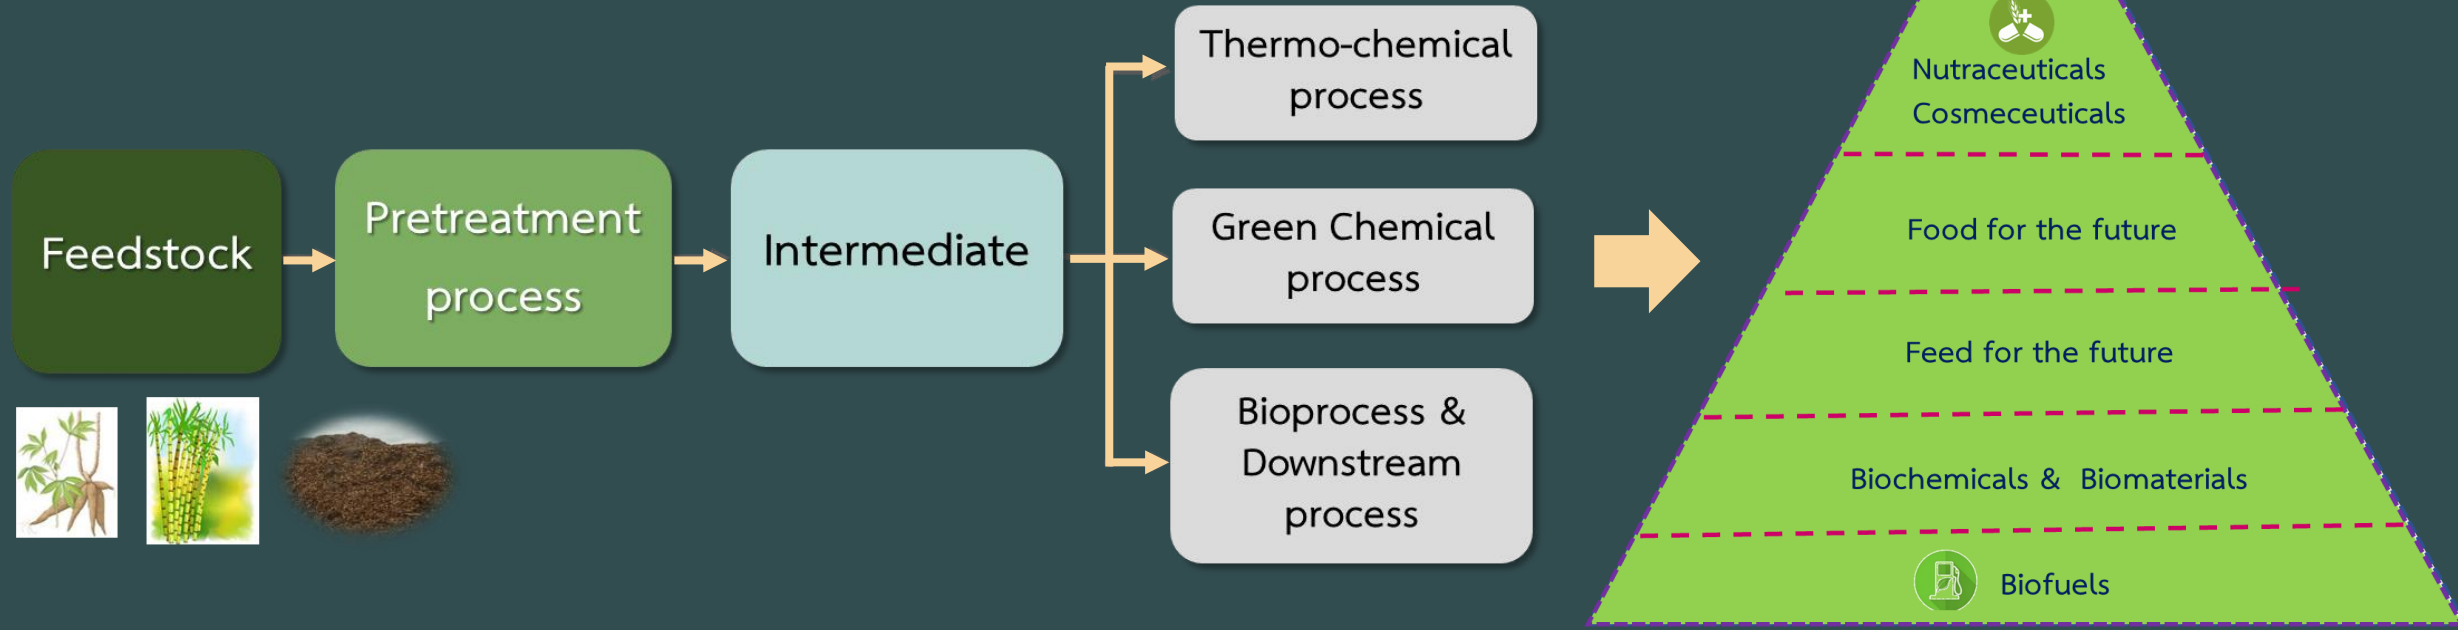 Feedstock
Pretreatment
process
Intermediate
Thermo-chemical
process
Green Chemical
process
Bioprocess &
Downstream
process
Nutraceuticals
Cosmeceuticals
Food for the future
Feed for the future
Biochemicals & Biomaterials
Biofuels